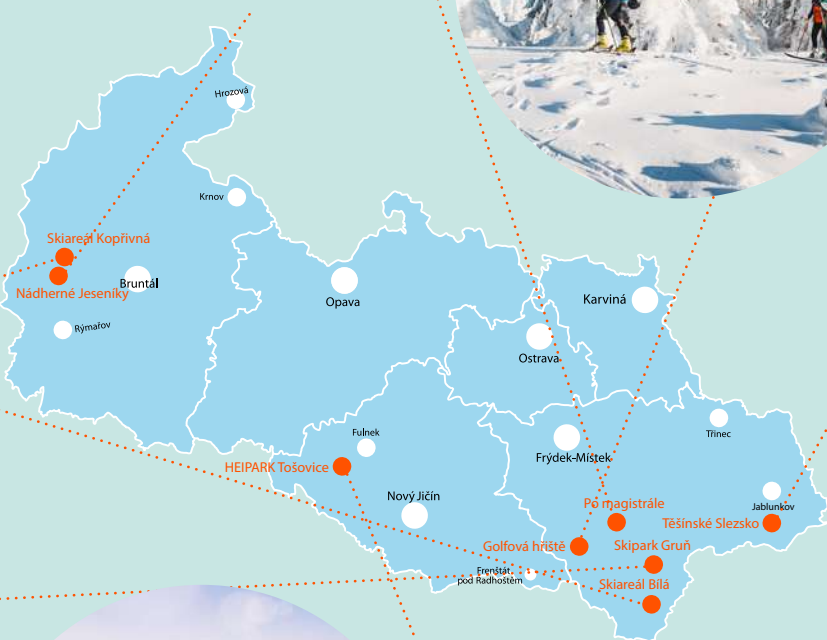 Hrozová
Krnov
Skiareál Kopřivná
Bruntál
Nádherné Jeseníky
Rýmařov
Opava
Karviná
Ostrava
Třinec
Fulnek
Frýdek-Místek
HEIPARK Tošovice
Nový Jičín
Po magistrále
Jablunkov
Těšínské Slezsko
Golfová hřiště
Skipark Gruň
Frenštát
pod Radhoštěm
Skiareál Bílá